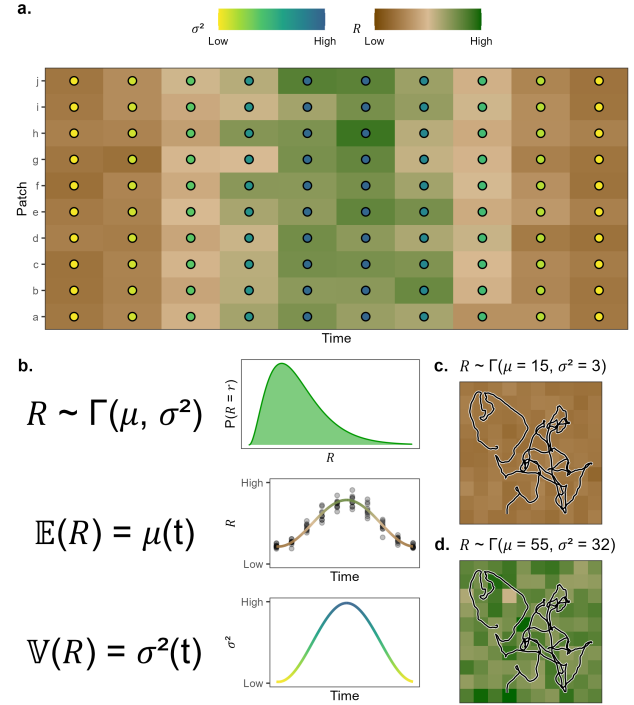 a.
σ²
Low
High
R
Low
High
Patch
j
i
h
g
f
e
d
c
b
a
Time
b.
R ~ Γ(μ, σ²)
P(R = r)
R
𝔼(R) = μ(t)
High
R
Low
Time
𝕍(R) = σ²(t)
High
σ²
Low
Time
c. R ~ Γ(μ = 15, σ² = 3)
d. R ~ Γ(μ = 55, σ² = 32)